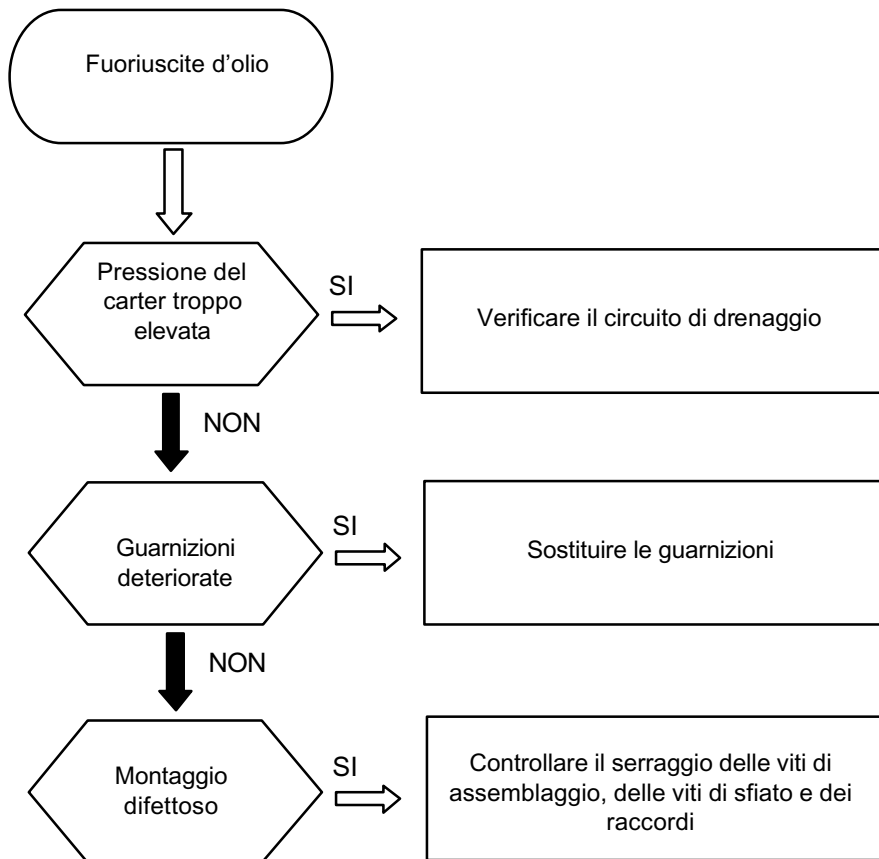 Fuoriuscite d'olio
Pressione del
carter troppo
elevata
SI
Verificare il circuito di drenaggio
NON
Guarnizioni
deteriorate
SI
Sostituire le guarnizioni
NON
Montaggio
difettoso
SI
Controllare il serraggio delle viti di
assemblaggio, delle viti di sfiato e dei
raccordi